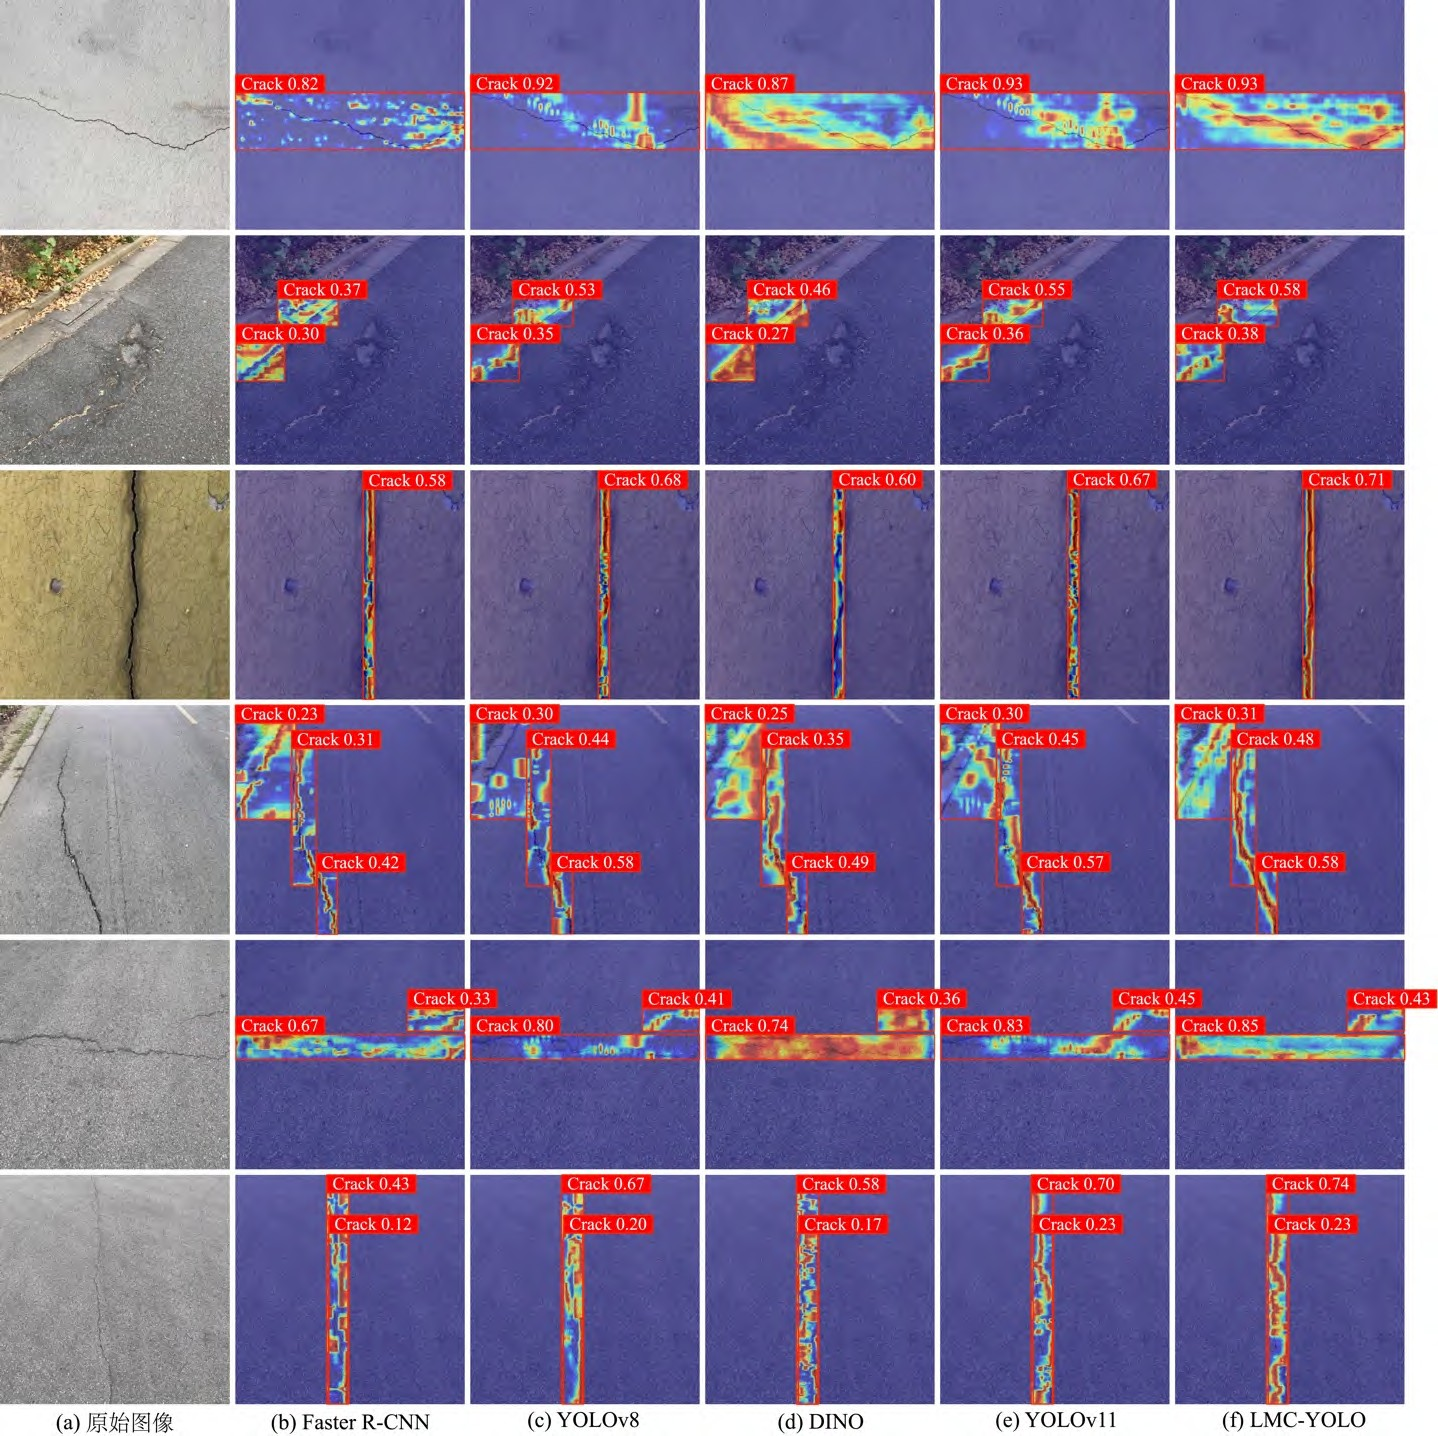 Crack 0.82
Crack 0.92
Crack 0.87
Crack 0.93
Crack 0.93
Crack 0.37
Crack 0.53
Crack 0.46
Crack 0.55
Crack 0.58
Crack 0.30
Crack 0.35
Crack 0.27
Crack 0.36
Crack 0.38
Crack 0.58
Crack 0.68
Crack 0.60
Crack 0.67
Crack 0.71
Crack 0.23
Crack 0.30
Crack 0.25
Crack 0.30
Crack 0.31
Crack 0.31
Crack 0.44
Crack 0.35
Crack 0.45
Crack 0.48
Crack 0.42
Crack 0.58
Crack 0.49
Crack 0.57
Crack 0.58
Crack 0.33
Crack 0.41
Crack 0.36
Crack 0.45
Crack 0.43
Crack 0.67
Crack 0.80
Crack 0.74
Crack 0.83
Crack 0.85
Crack 0.43
Crack 0.67
Crack 0.58
Crack 0.70
Crack 0.74
Crack 0.12
Crack 0.20
Crack 0.17
Crack 0.23
Crack 0.23
(a) 原始图像
(b) Faster R-CNN
(c) YOLOv8
(d) DINO
(e) YOLOv11
(f) LMC-YOLO